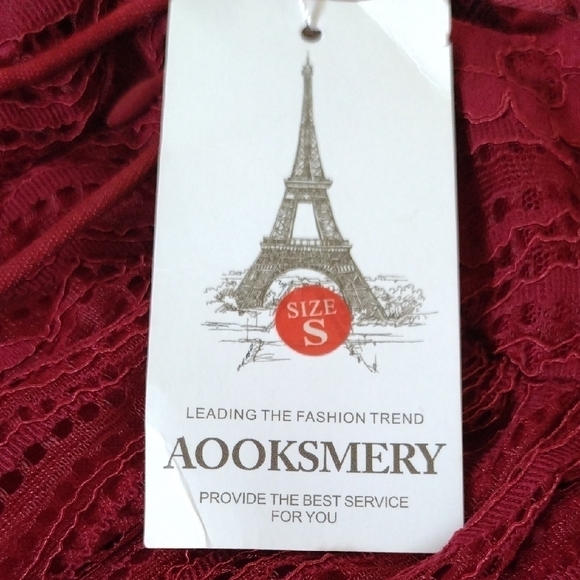 SIZE
S
LEADING THE FASHION TREND
AOOKSMERY
PROVIDE THE BEST SERVICE
FOR YOU